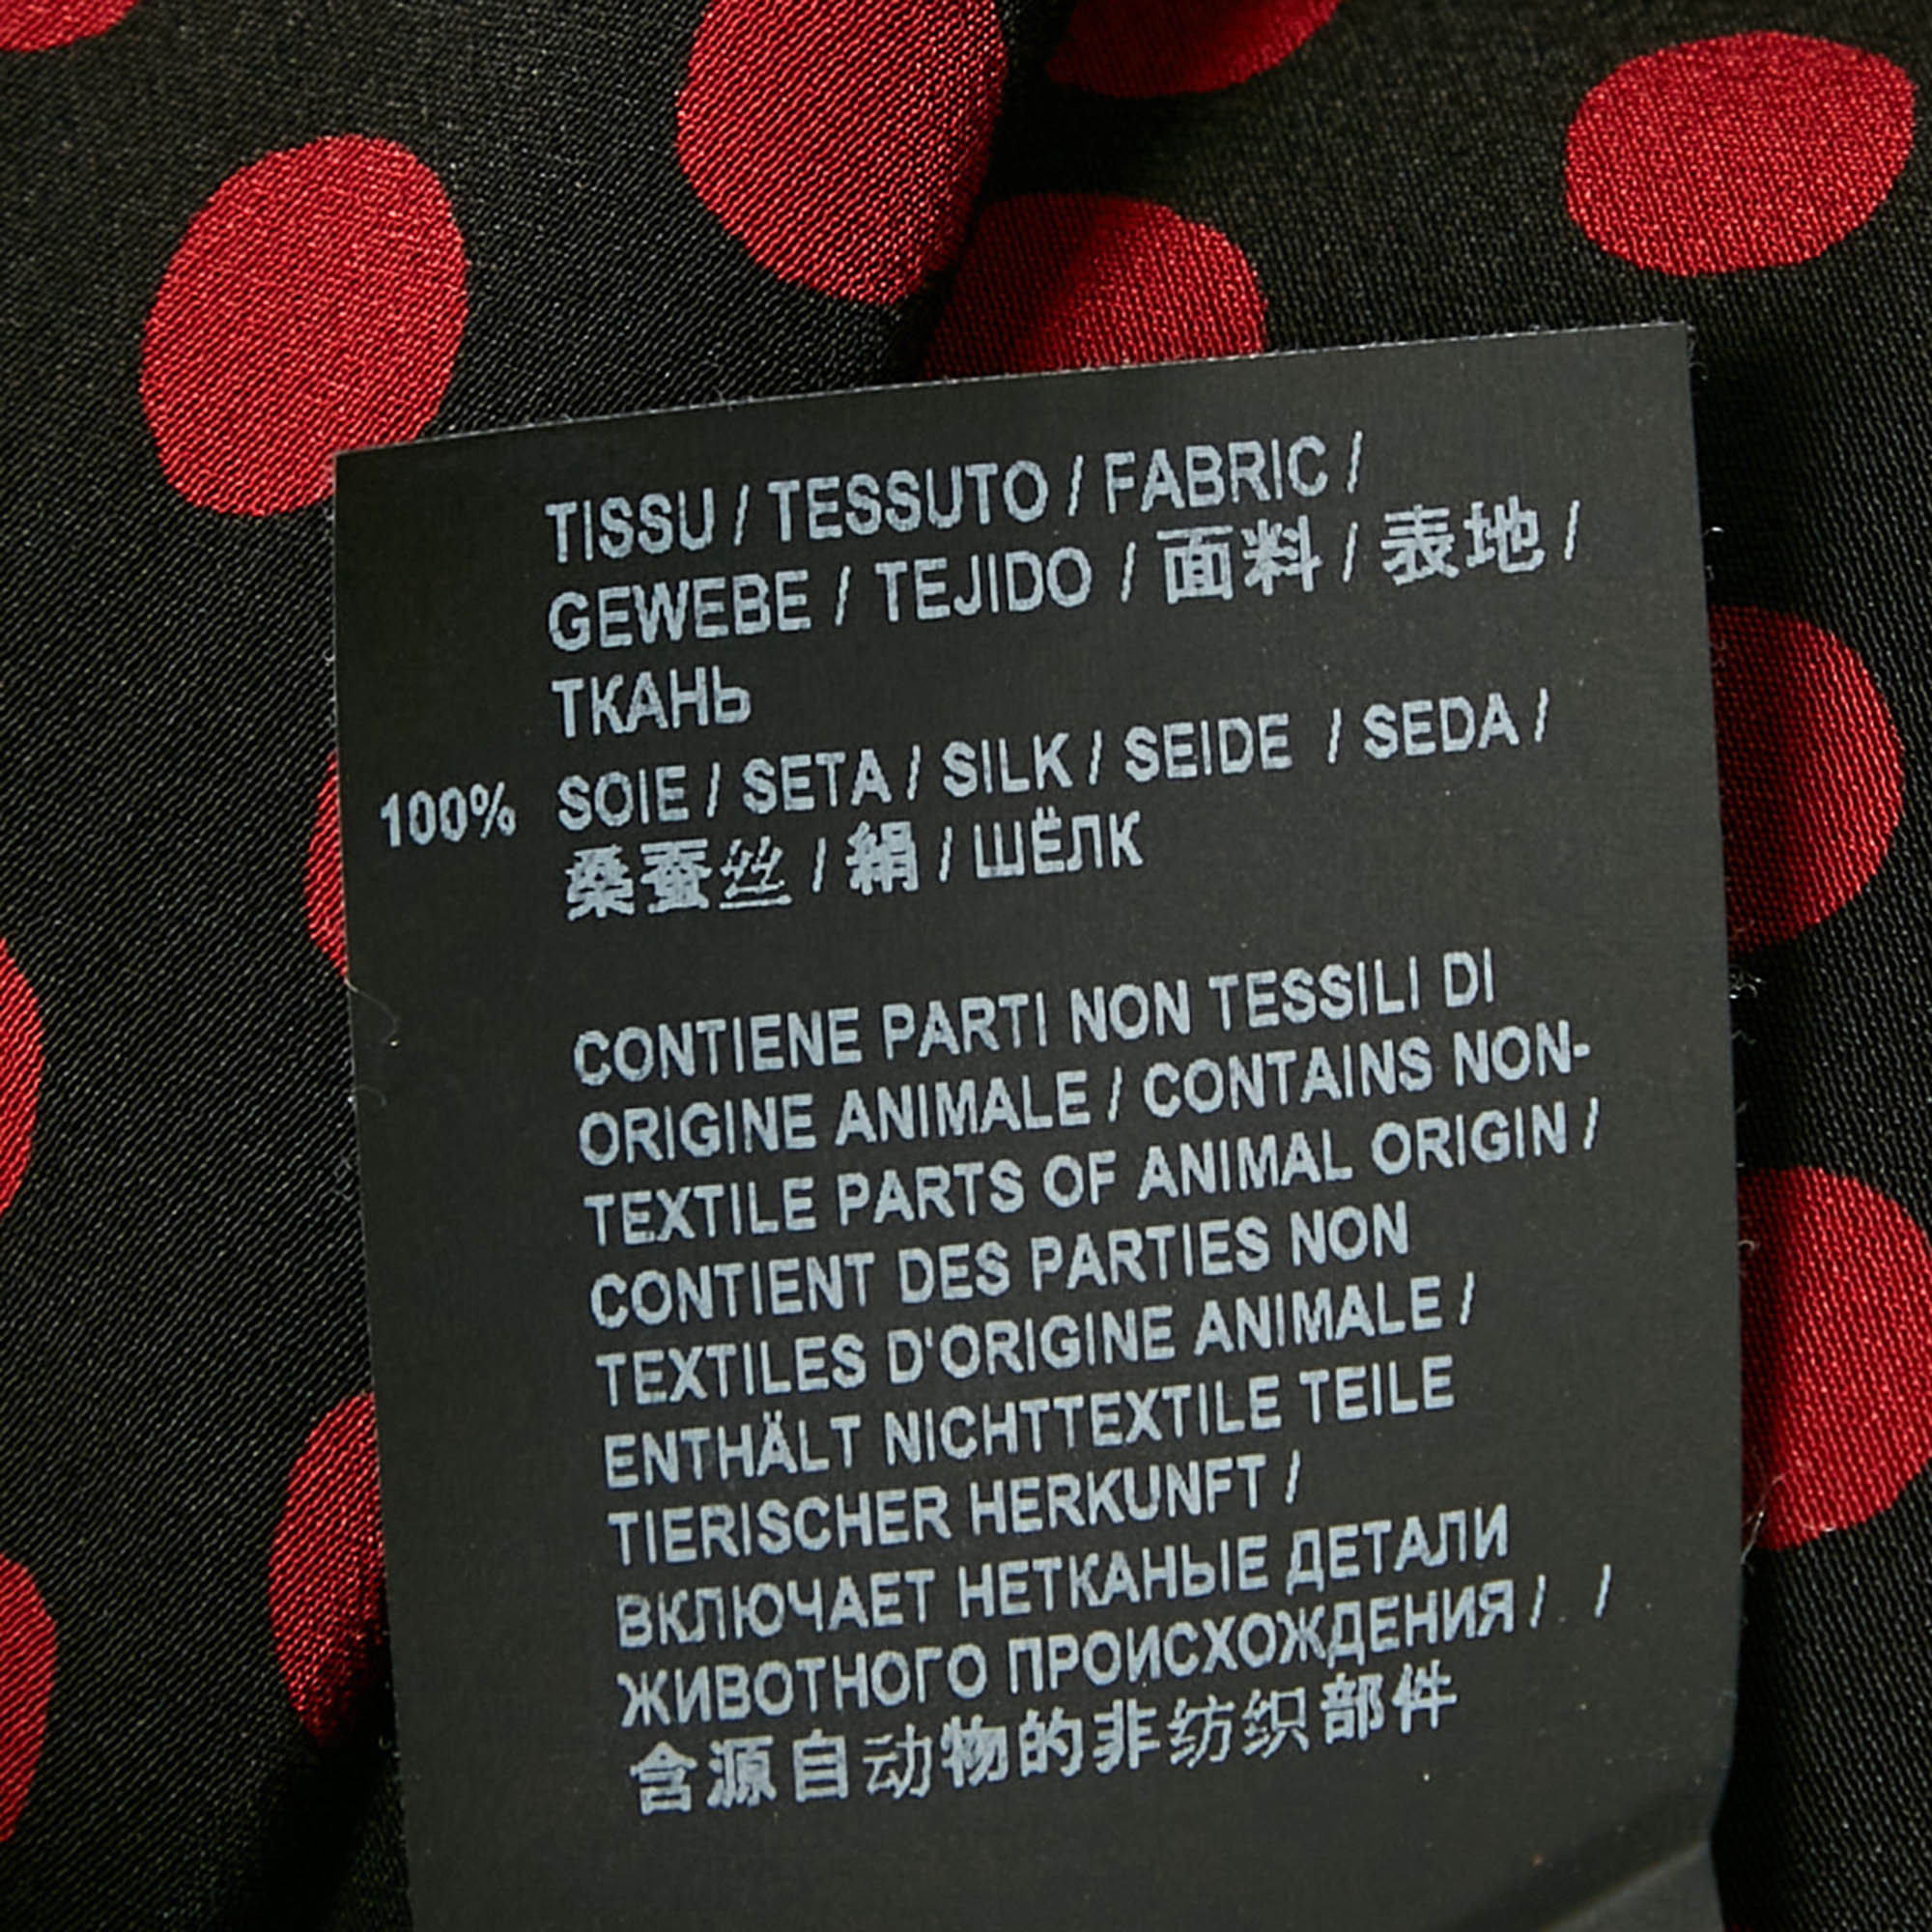 TISSU / TESSUTO / FABRIC /
GEWEBE / TEJIDO / 面料 / 表地 /
ТКАНЬ
100% SOIE / SETA / SILK / SEIDE / SEDA /
桑蚕丝 / 絹 / ШЁЛК
CONTIENE PARTI NON TESSILI DI
ORIGINE ANIMALE / CONTAINS NON-
TEXTILE PARTS OF ANIMAL ORIGIN /
CONTIENT DES PARTIES NON
TEXTILES D'ORIGINE ANIMALE /
ENTHÄLT NICHTTEXTILE TEILE
TIERISCHER HERKUNFT /
ВКЛЮЧАЕТ НЕТКАНЫЕ ДЕТАЛИ
ЖИВОТНОГО ПРОИСХОЖДЕНИЯ / . /
含源自动物的非纺织部件